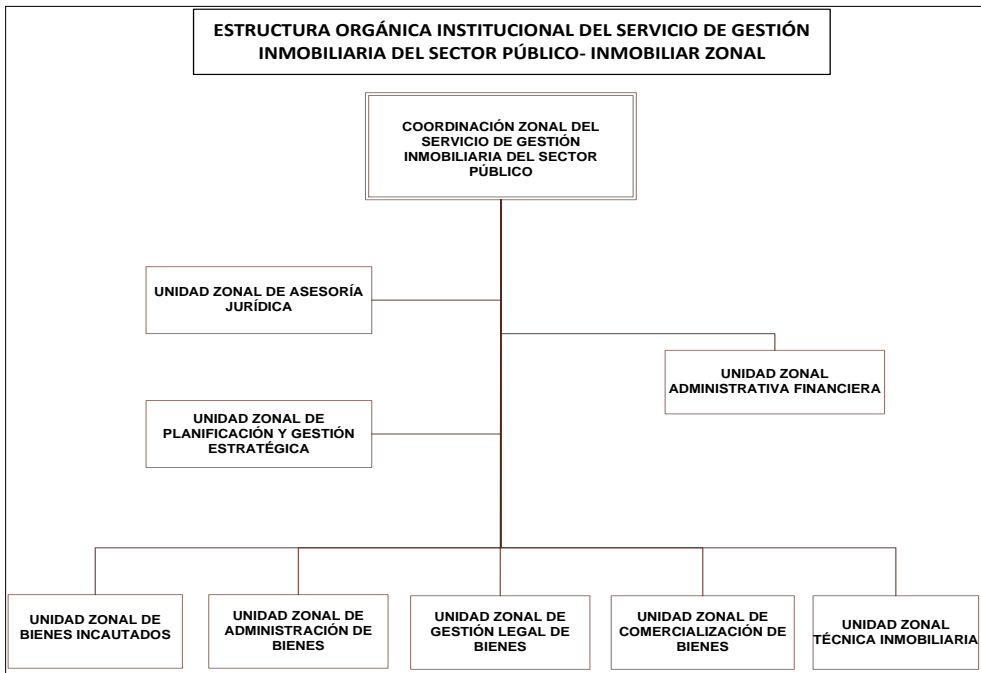 ESTRUCTURA ORGÁNICA INSTITUCIONAL DEL SERVICIO DE GESTIÓN
INMOBILIARIA DEL SECTOR PÚBLICO- INMOBILIAR ZONAL
COORDINACIÓN ZONAL DEL
SERVICIO DE GESTIÓN
INMOBILIARIA DEL SECTOR
PÚBLICO
UNIDAD ZONAL DE ASESORÍA
JURÍDICA
UNIDAD ZONAL
ADMINISTRATIVA FINANCIERA
UNIDAD ZONAL DE
PLANIFICACIÓN Y GESTIÓN
ESTRATÉGICA
UNIDAD ZONAL DE
BIENES INCAUTADOS
UNIDAD ZONAL DE
ADMINISTRACIÓN DE
BIENES
UNIDAD ZONAL DE
GESTIÓN LEGAL DE
BIENES
UNIDAD ZONAL DE
COMERCIALIZACIÓN DE
BIENES
UNIDAD ZONAL
TÉCNICA INMOBILIARIA